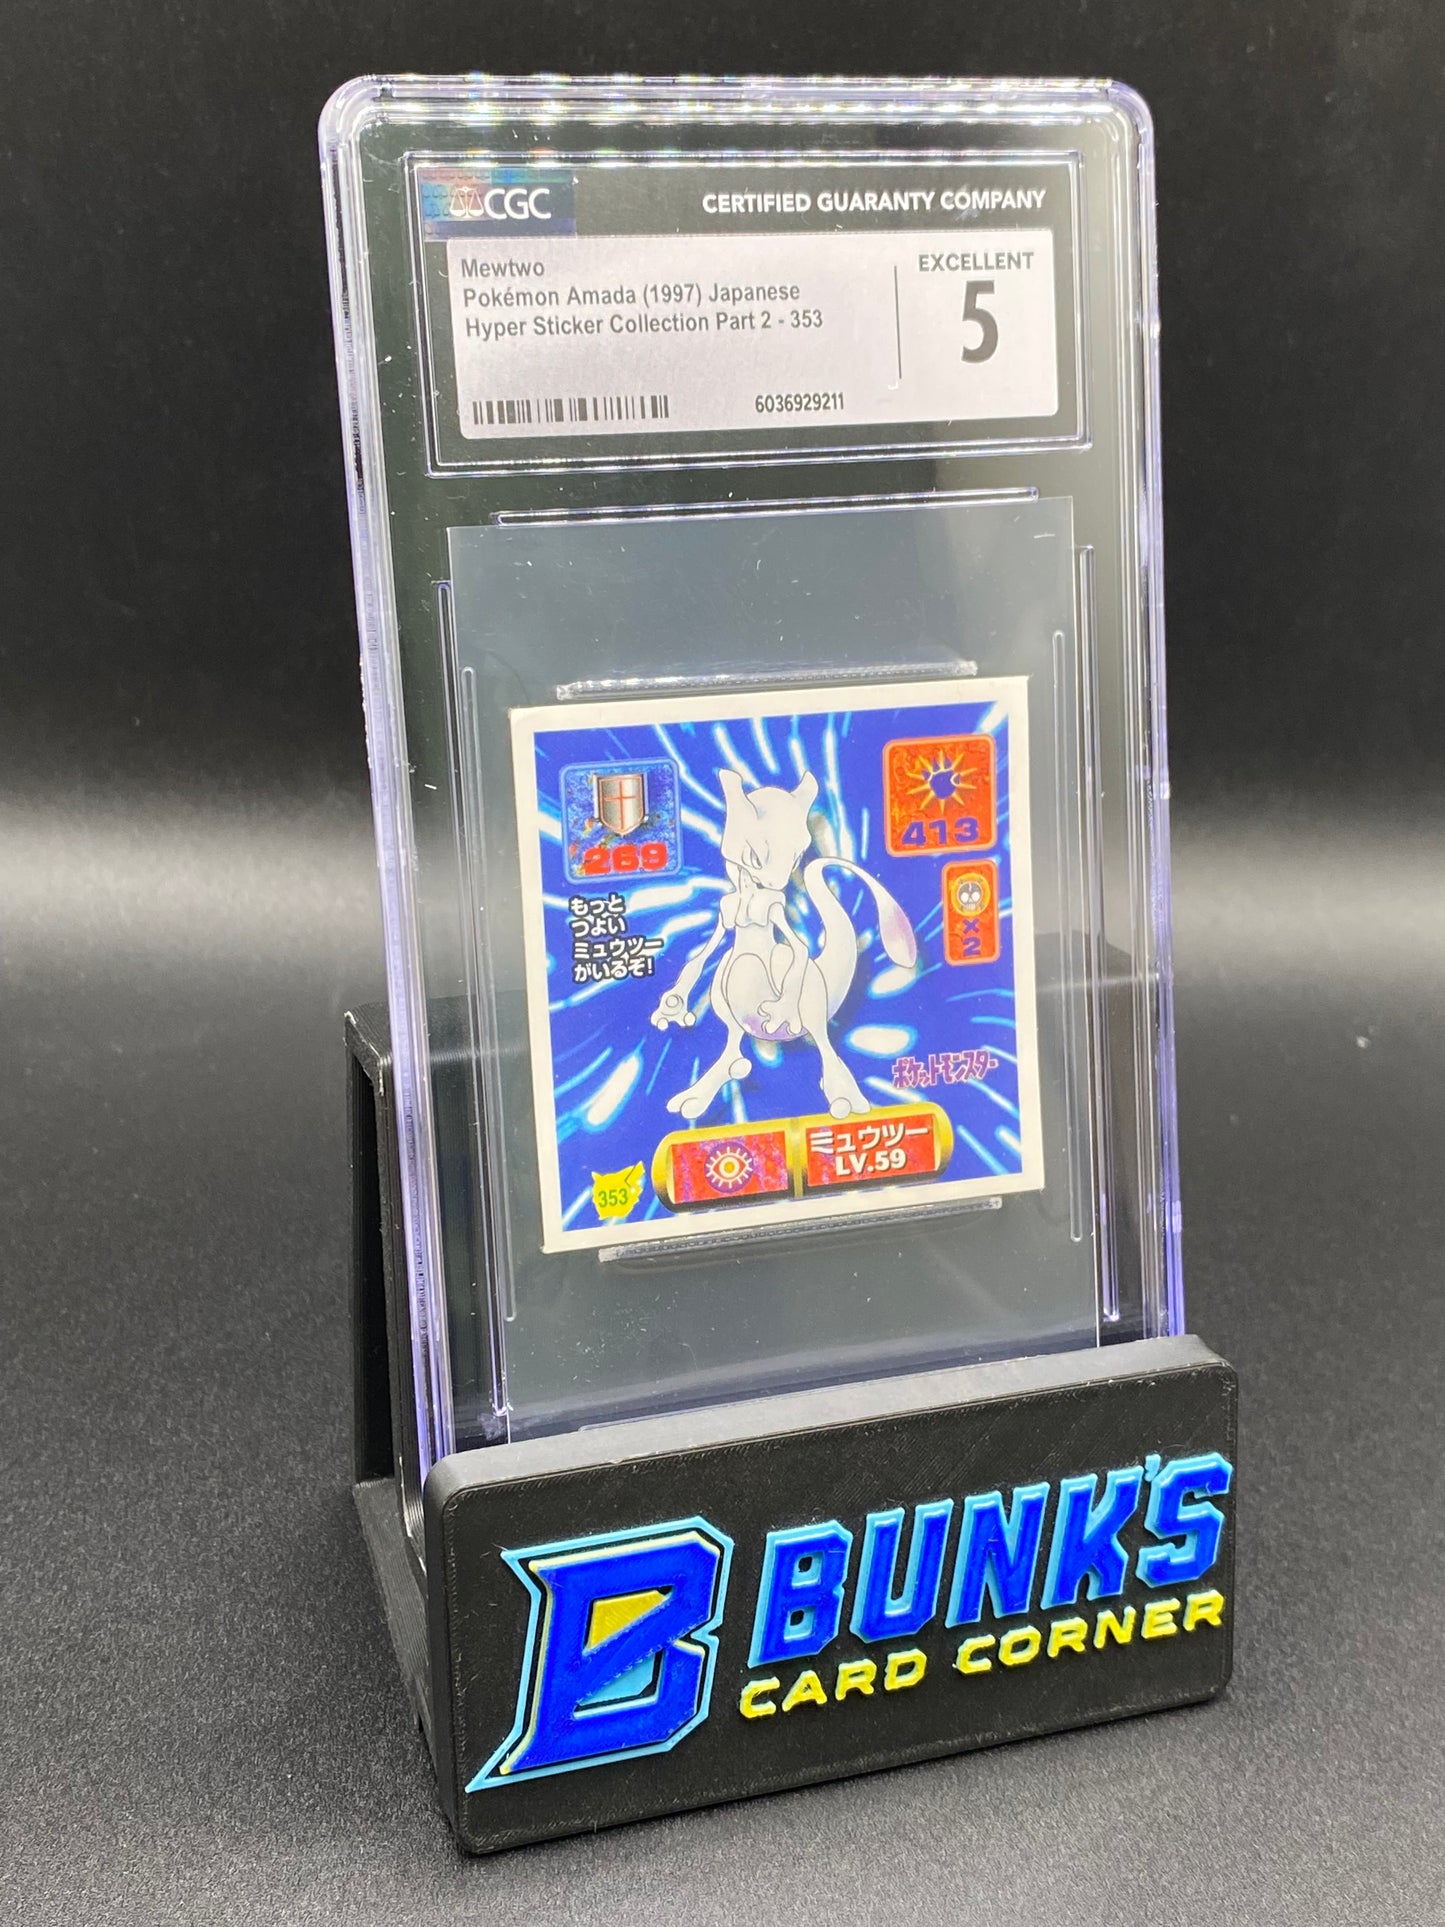 CGC
CERTIFIED GUARANTY COMPANY
Mewtwo
Pokémon Amada (1997) Japanese
Hyper Sticker Collection Part 2 - 353
EXCELLENT
5
6036929211
269
413
×
2
もっと
つよい
ミュウツー
がいるぞ!
ポケットモンスター
ミュウツー
LV.59
353
B
BUNK'S
CARD CORNER